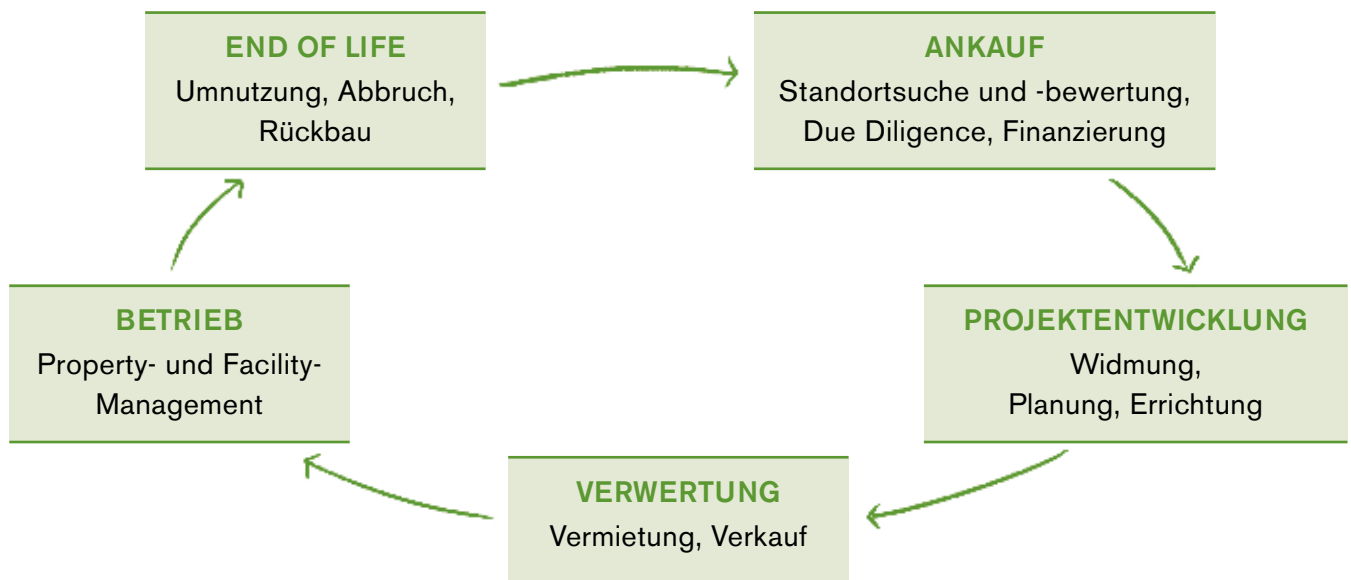 END OF LIFE
Umnutzung, Abbruch,
Rückbau
ANKAUF
Standortsuche und -bewertung,
Due Diligence, Finanzierung
PROJEKTENTWICKLUNG
Widmung,
Planung, Errichtung
VERWERTUNG
Vermietung, Verkauf
BETRIEB
Property- und Facility-
Management